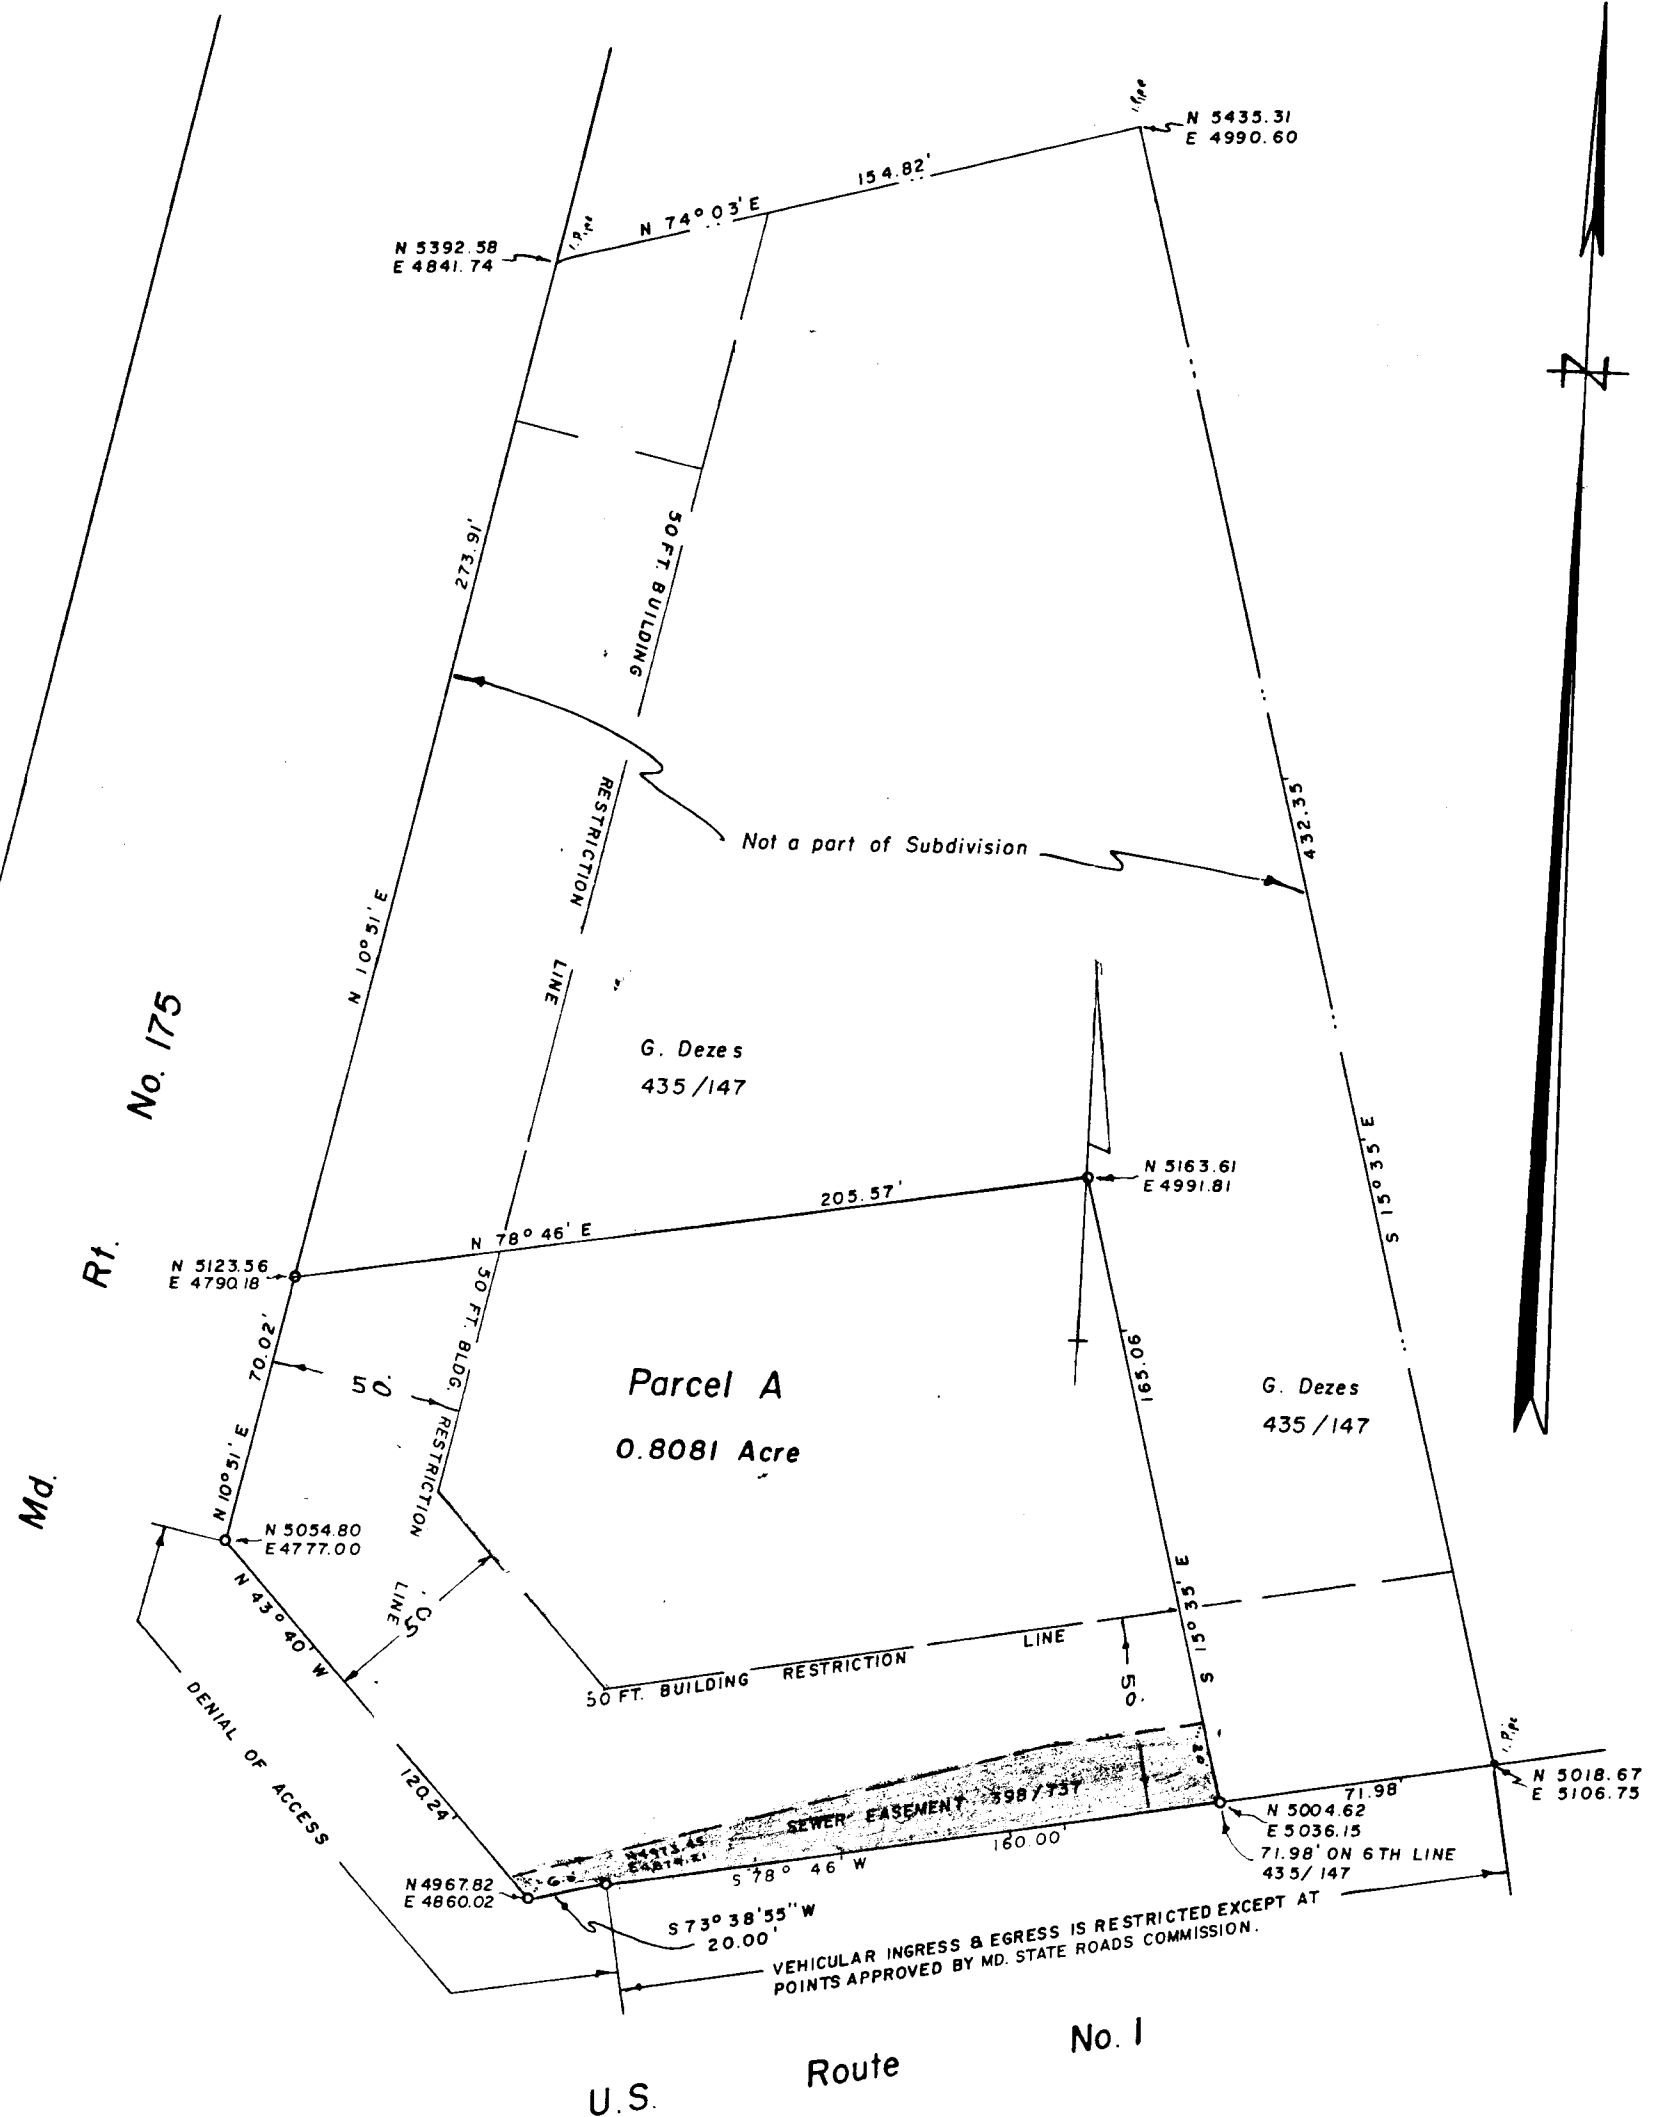 I. Pipe
N 5435.31
E 4990.60
154.82'
N 74° 03' E
I. Pipe
N 5392.58
E 4841.74
273.91'
50 FT. BUILDING
RESTRICTION
LINE
432.35'
Not a part of Subdivision
N 10° 51' E
No. 175
G. Dezes
435/147
S 15° 35' E
N 5163.61
E 4991.81
205.57'
N 78° 46' E
Rt.
N 5123.56
E 4790.18
50 FT. BLDG.
RESTRICTION
LINE
70.02'
50.
165.06'
Parcel A
0.8081 Acre
G. Dezes
435/147
N 10° 51' E
Md.
N 5054.80
E 4777.00
N 43° 40' W
50.
S 15° 35' E
50 FT. BUILDING RESTRICTION LINE
50.
DENIAL OF ACCESS
120.24'
20'
I. Pipe
N 5018.67
E 5106.75
71.98'
SEWER EASEMENT 398/737
N 5004.62
E 5036.15
71.98' ON 6TH LINE
435/147
160.00'
S 78° 46' W
N 4967.82
E 4860.02
S 73° 38' 55" W
20.00'
VEHICULAR INGRESS & EGRESS IS RESTRICTED EXCEPT AT
POINTS APPROVED BY MD. STATE ROADS COMMISSION.
U.S. Route No. 1